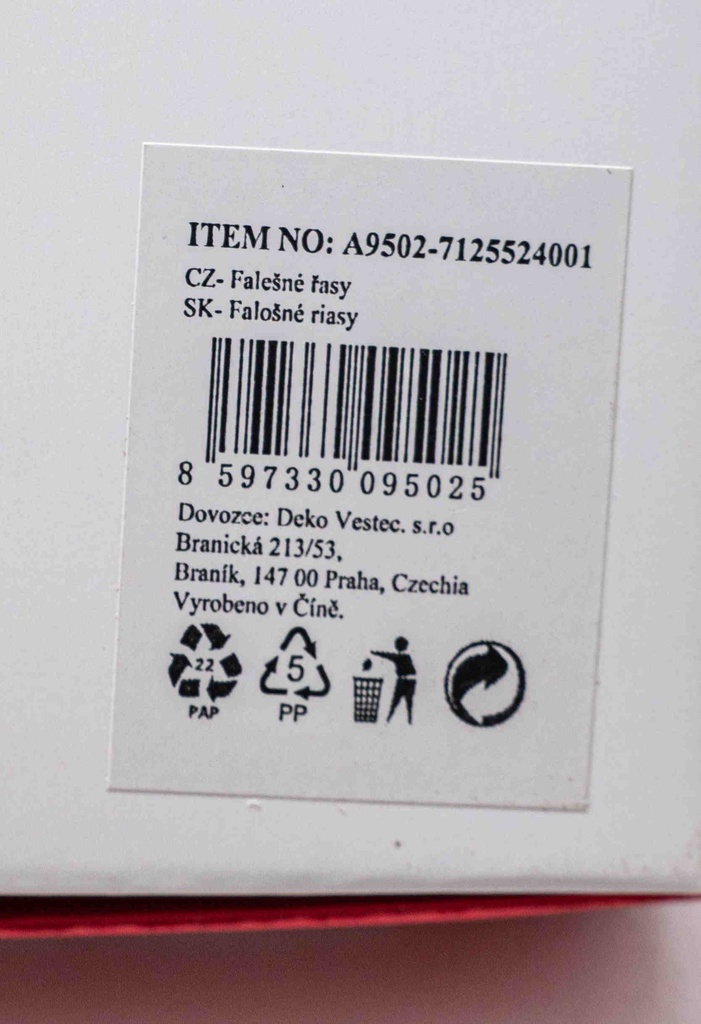 ITEM NO: A9502-7125524001
CZ- Falešné řasy
SK- Falošné riasy
8 597330 095025
Dovozce: Deko Vestec. s.r.o
Branická 213/53,
Braník, 147 00 Praha, Czechia
Vyrobeno v Číně.
22 5
PAP PP